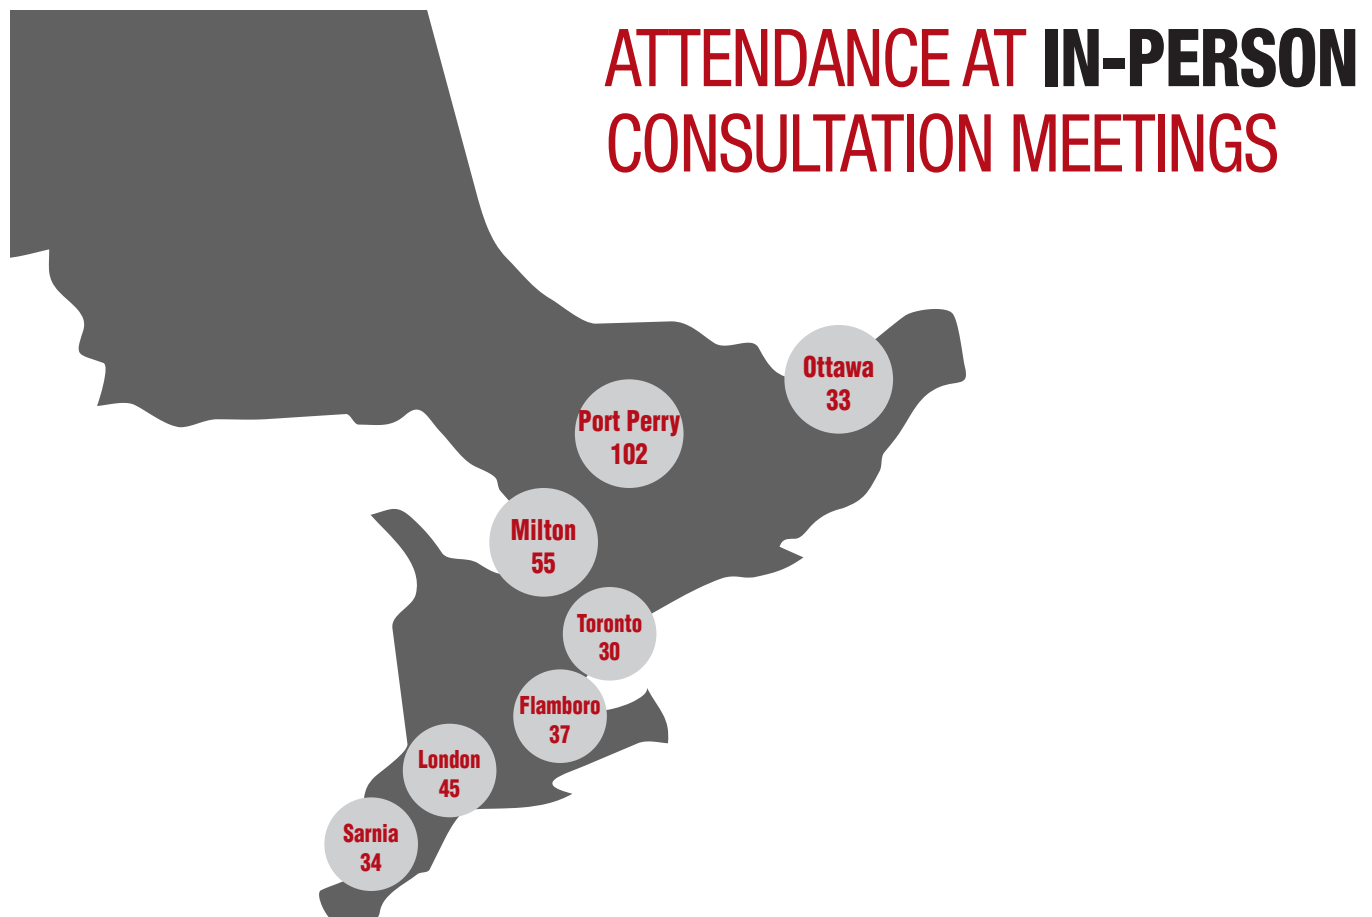 ATTENDANCE AT IN-PERSON
CONSULTATION MEETINGS
Ottawa
33
Port Perry
102
Milton
55
Toronto
30
Flamboro
37
London
45
Sarnia
34